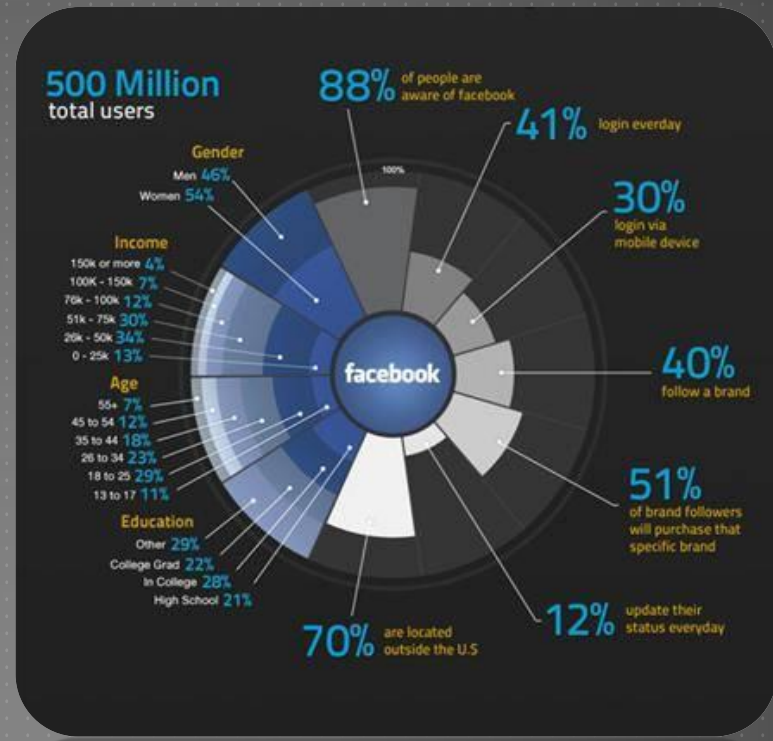 500 Million
total users
88% of people are
aware of facebook
41% login everday
30%
login via
mobile device
40%
follow a brand
51%
of brand followers
will purchase that
specific brand
12% update their
status everyday
70% are located
outside the U.S
Gender
Men 46%
Women 54%
Income
150k or more 4%
100K - 150k 7%
76k - 100k 12%
51k - 75k 30%
26k - 50k 34%
0 - 25k 13%
Age
55+ 7%
45 to 54 12%
35 to 44 18%
26 to 34 23%
18 to 25 29%
13 to 17 11%
Education
Other 29%
College Grad 22%
In College 28%
High School 21%
100%
facebook